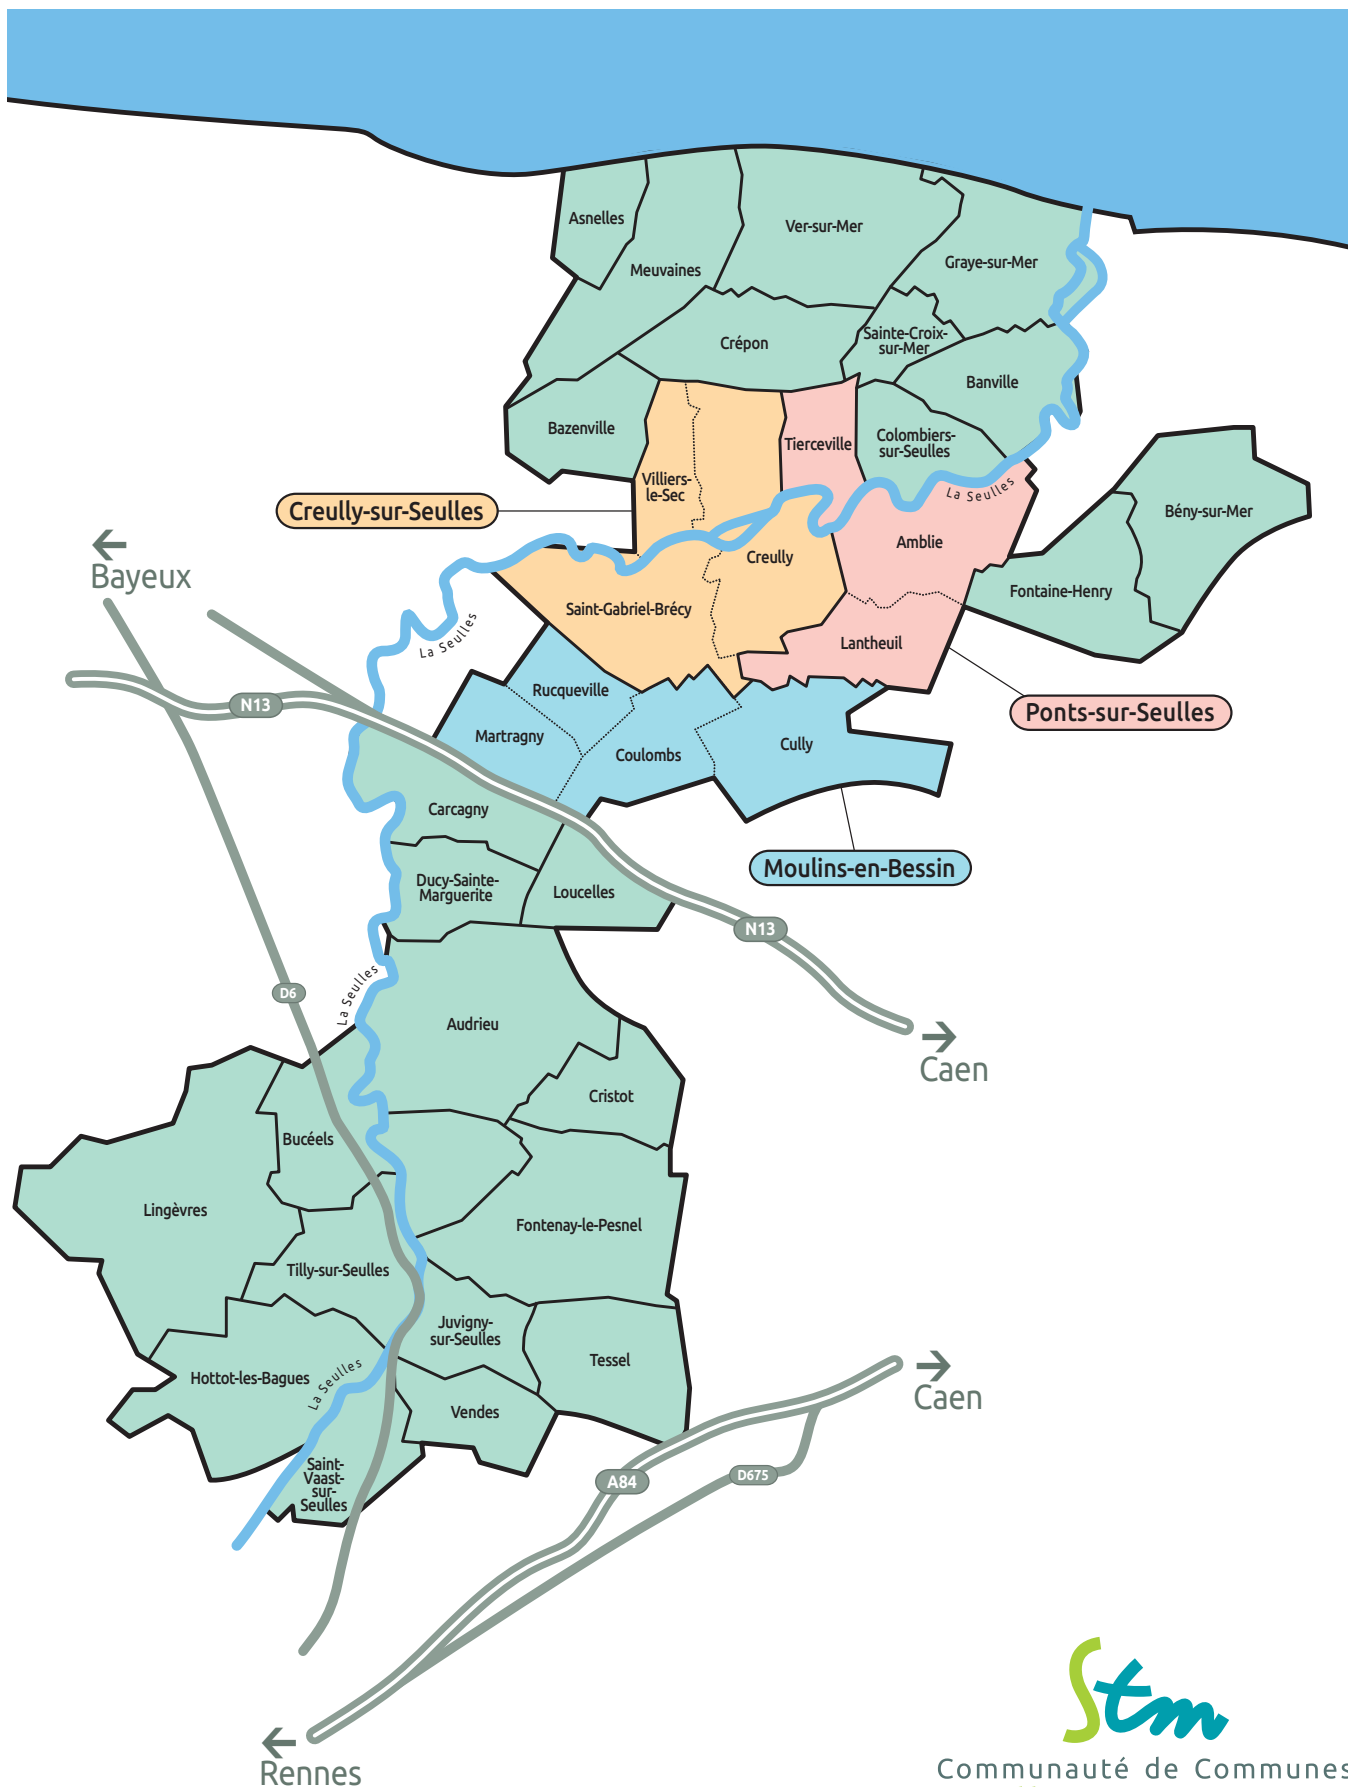 Asnelles
Ver-sur-Mer
Meuvaines
Graye-sur-Mer
Crépon
Sainte-Croix-
sur-Mer
Banville
Bazenville
Tierceville
Colombiers-
sur-Seulles
Villiers-
le-Sec
La Seulles
Creully-sur-Seulles
Bény-sur-Mer
Amblie
Creully
Bayeux
Fontaine-Henry
Saint-Gabriel-Brécy
La Seulles
Lantheuil
Rucqueville
N13
Ponts-sur-Seulles
Martragny
Coulombs
Cully
Carcagny
Moulins-en-Bessin
Ducy-Sainte-
Marguerite
Loucelles
N13
La Seulles
D6
Audrieu
Caen
Cristot
Bucéels
Lingèvres
Fontenay-le-Pesnel
Tilly-sur-Seulles
Juvigny-
sur-Seulles
Tessel
Hottot-les-Bagues
La Seulles
Caen
Vendes
Saint-
Vaast-
sur-
Seulles
A84
D675
Stm
Rennes
Communauté de Communes